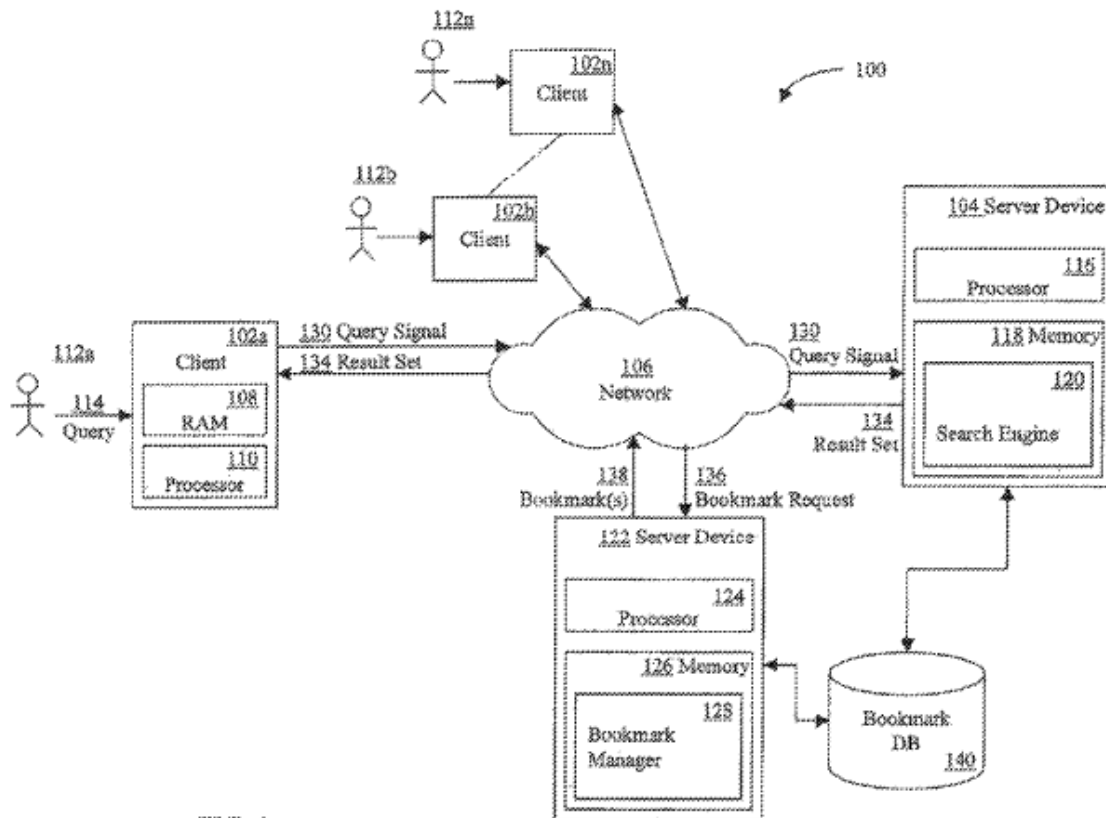 112n
102n
Client
100
112b
102b
Client
104 Server Device
116
Processor
102a
Client
130 Query Signal
134 Result Set
106
Network
130
Query Signal
118 Memory
120
Search Engine
112a
114
Query
108
RAM
110
Processor
134
Result Set
138
Bookmark(s)
136
Bookmark Request
122 Server Device
124
Processor
126 Memory
128
Bookmark
Manager
Bookmark
DB
140